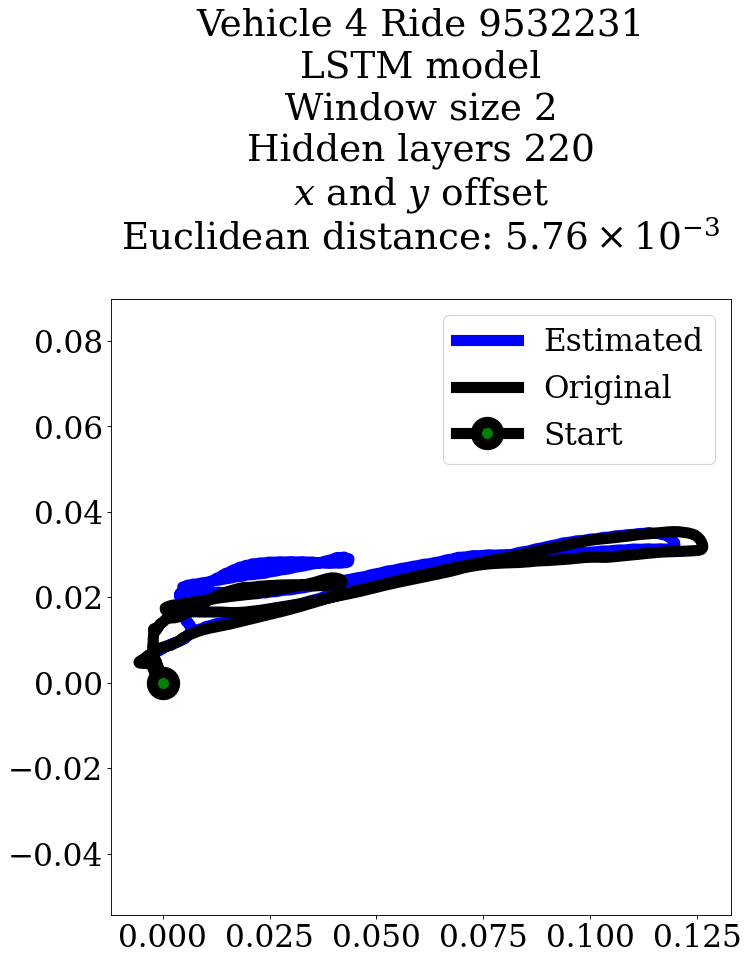 Vehicle 4 Ride 9532231
LSTM model
Window size 2
Hidden layers 220
x and y offset
Euclidean distance: 5.76 × 10⁻³
Estimated
Original
Start
0.08
0.06
0.04
0.02
0.00
−0.02
−0.04
0.000 0.025 0.050 0.075 0.100 0.125